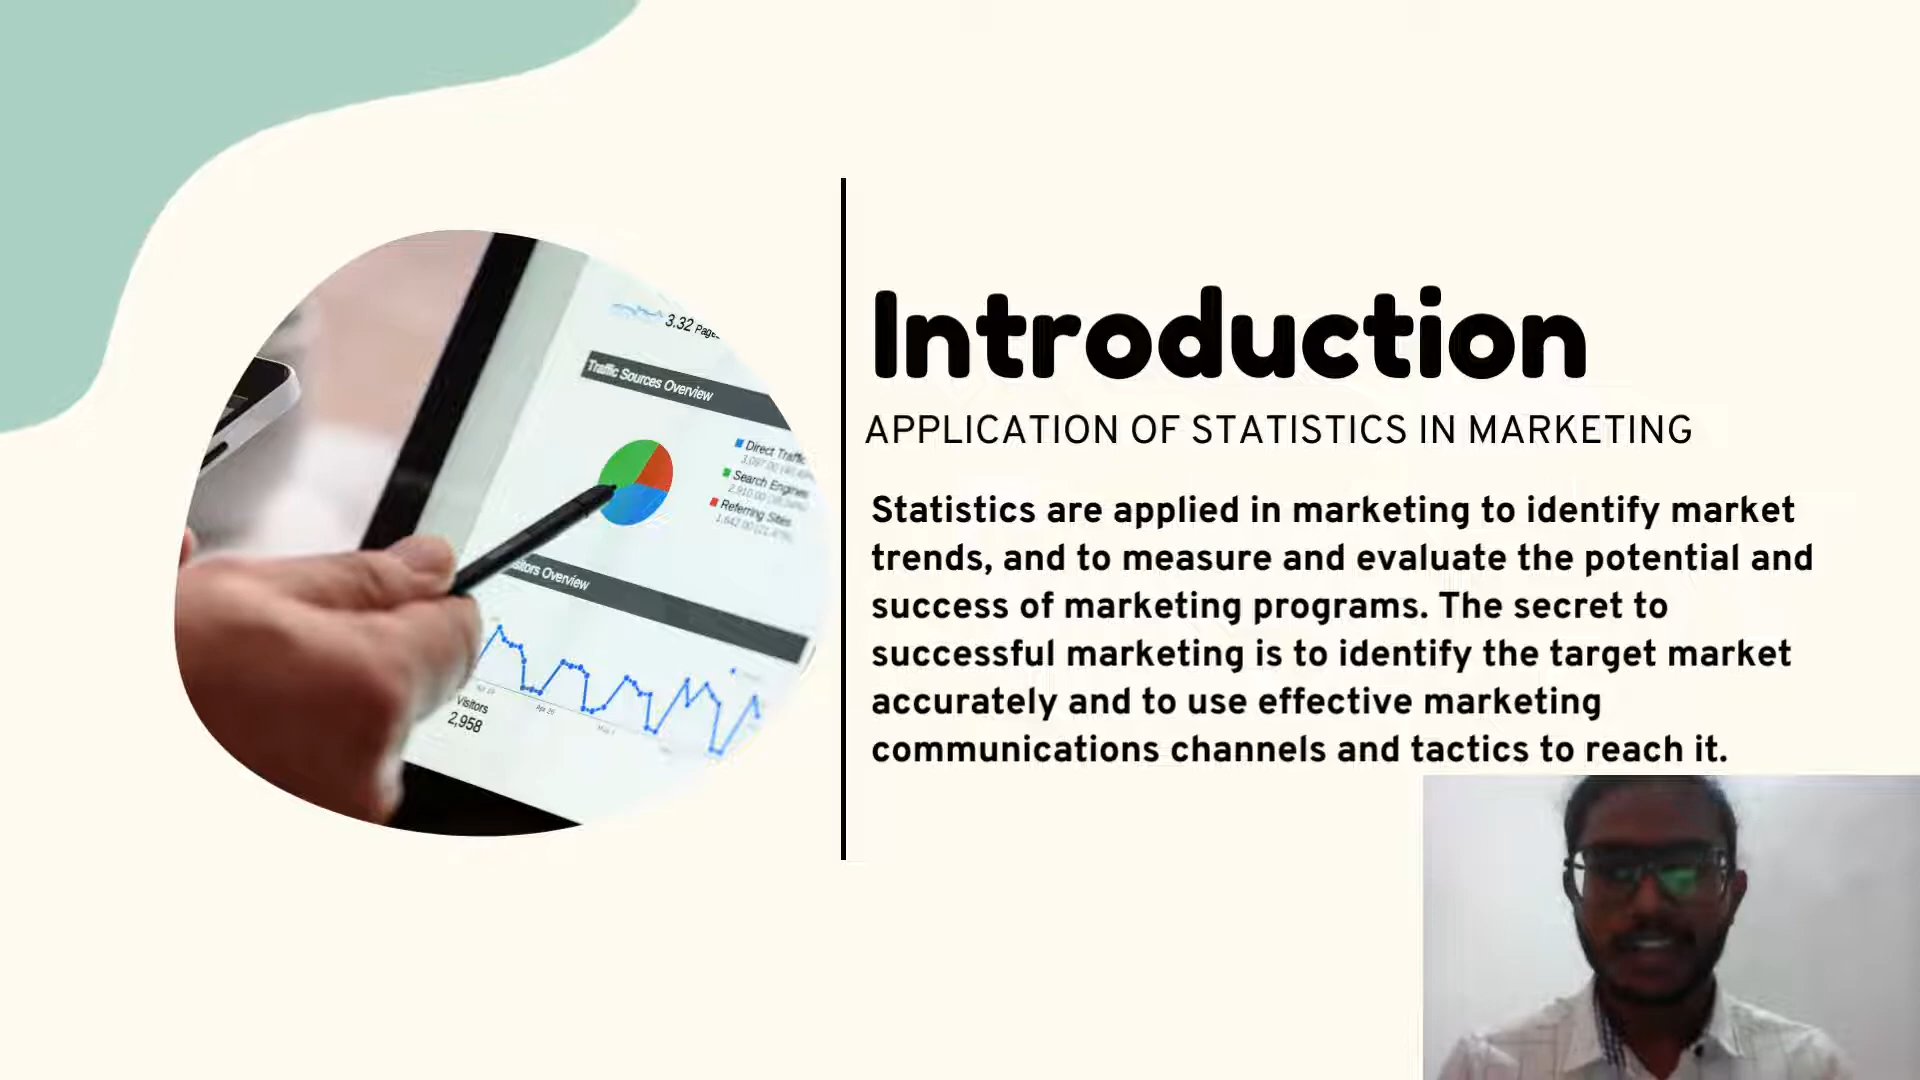 Introduction
APPLICATION OF STATISTICS IN MARKETING
Statistics are applied in marketing to identify market
trends, and to measure and evaluate the potential and
success of marketing programs. The secret to
successful marketing is to identify the target market
accurately and to use effective marketing
communications channels and tactics to reach it.
3.32
Traffic Sources Overview
Direct Traffic
Search Engines
Referring Sites
Overview
Visitors
2,958